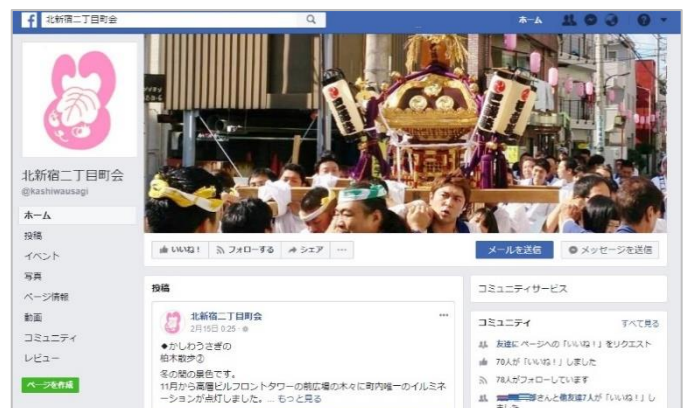 北新宿二丁目町会
ホーム
北新宿二丁目町会
@kashiwausagi
ホーム
投稿
イベント
写真
ページ情報
動画
コミュニティ
レビュー
ページを作成
いいね！
フォローする
シェア
メールを送信
メッセージを送信
投稿
北新宿二丁目町会
2月15日 0:25
◆かしわうさぎの
柏木散歩②
冬の間の景色です。
11月から高層ビルフロントタワーの前広場の木々に町内唯一のイルミネ
ーションが点灯しました。... もっと見る
コミュニティサービス
コミュニティ
すべて見る
友達に ページへの「いいね！」をリクエスト
70人が「いいね！」しました
78人がフォローしています
さんと他友達7人が「いいね！」し
ました